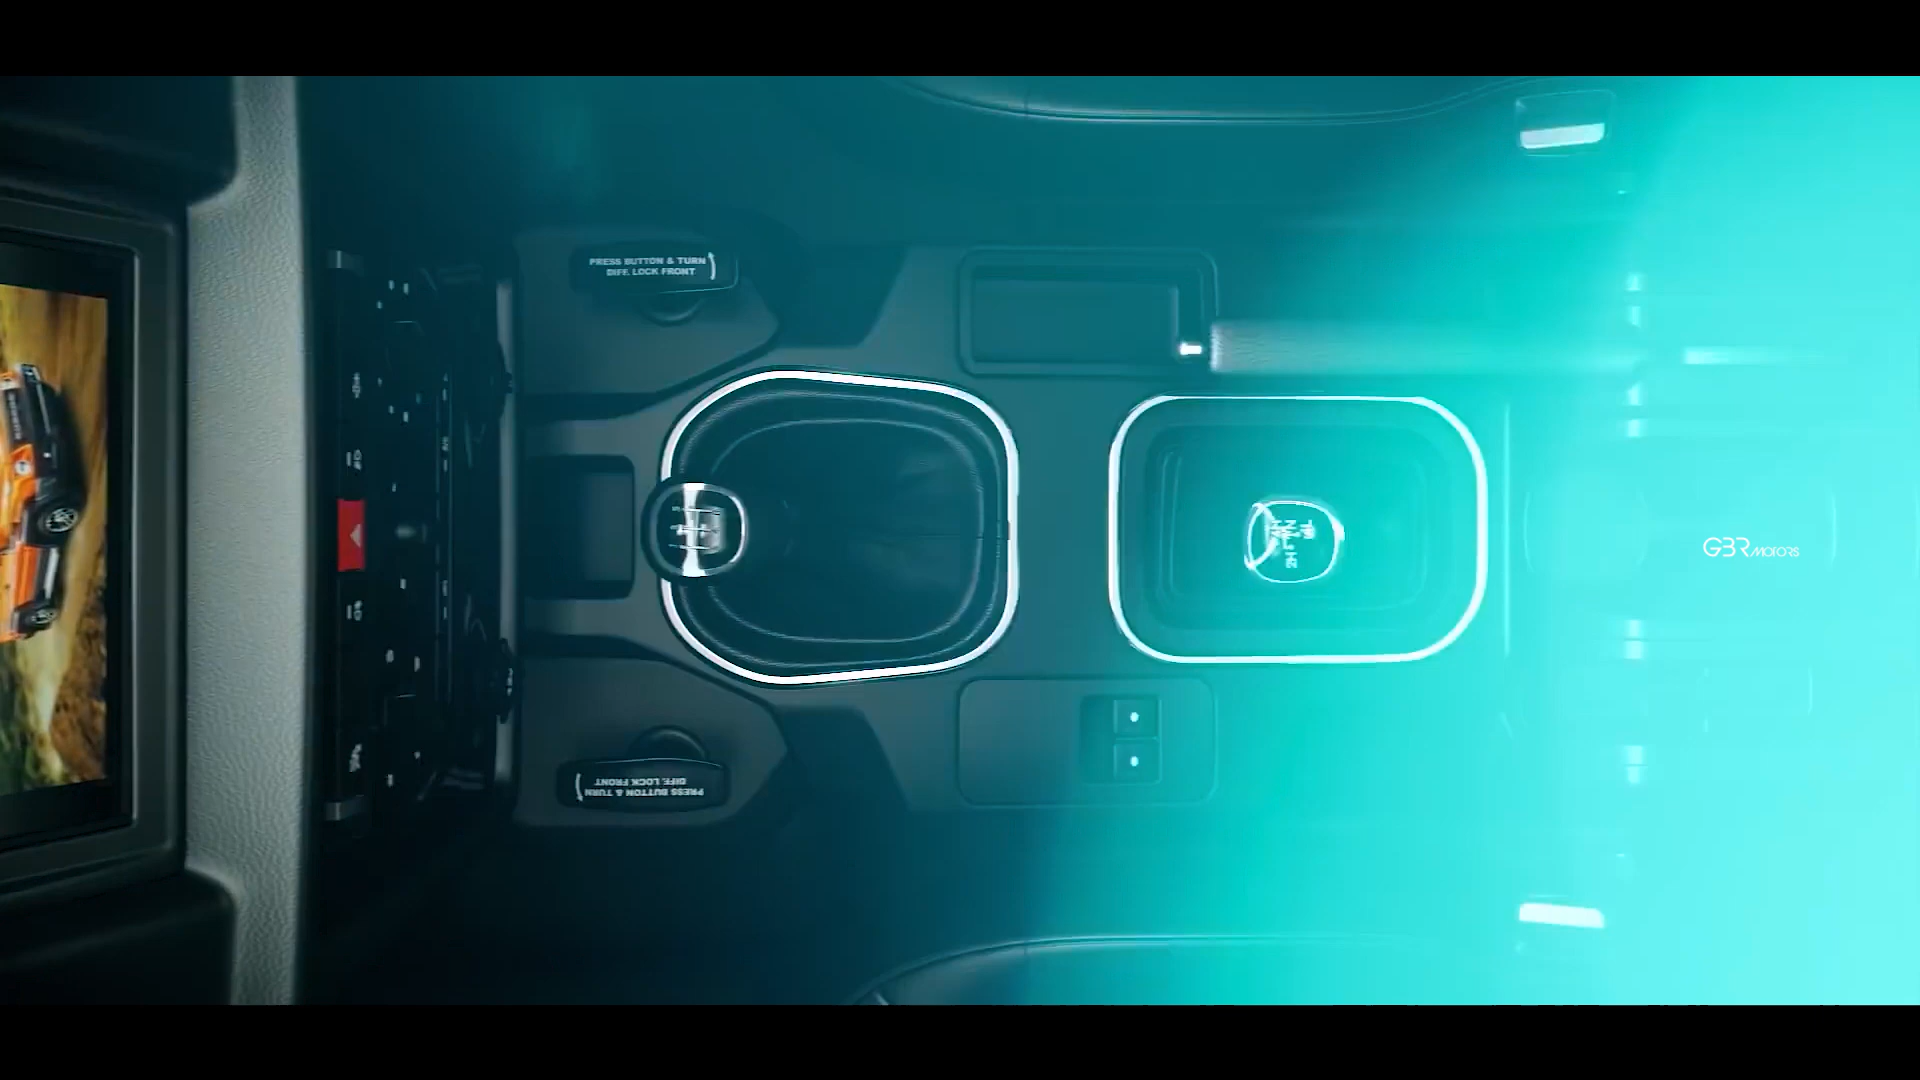 PRESS BUTTON & TURN
DIFF. LOCK FRONT
GBR MOTORS
PRESS BUTTON & TURN
DIFF. LOCK FRONT